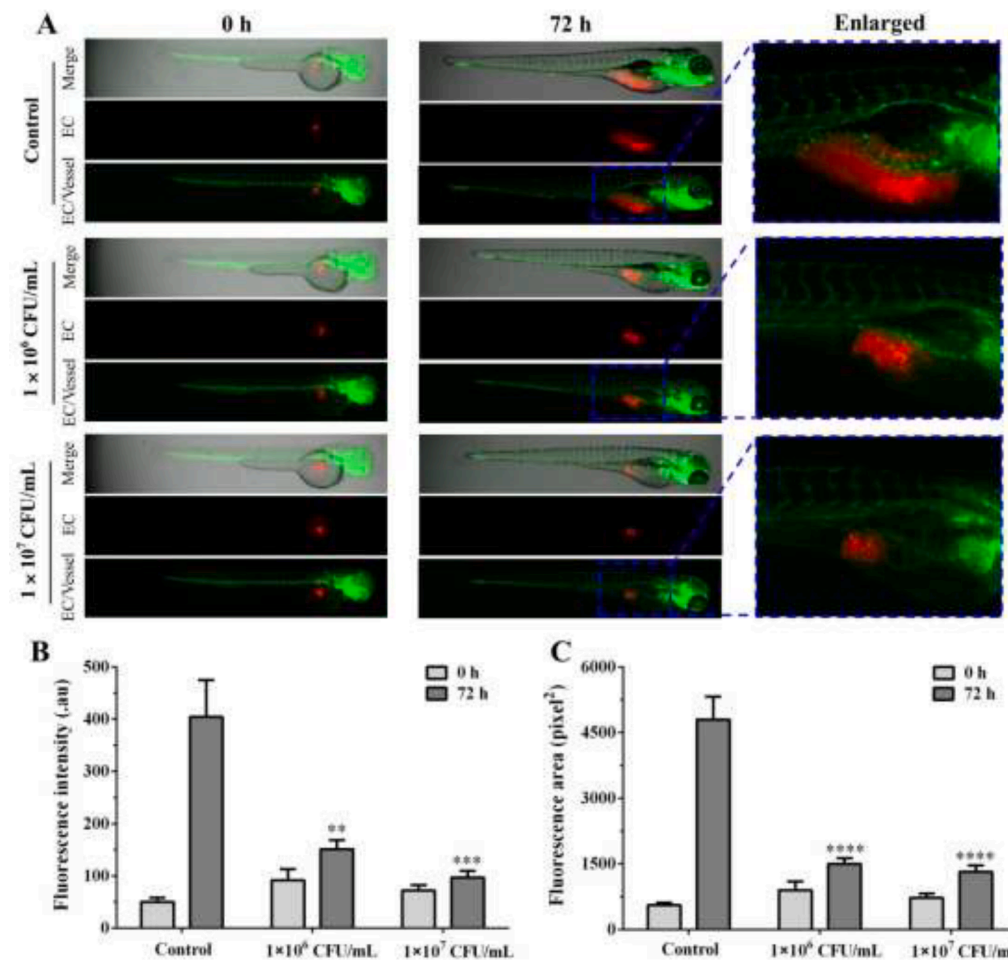 A
0 h
72 h
Enlarged
Control
Merge
EC
EC/Vessel
1 × 10⁶ CFU/mL
Merge
EC
EC/Vessel
1 × 10⁷ CFU/mL
Merge
EC
EC/Vessel
B
Fluorescence intensity (.au)
500
400
300
200
100
0
0 h
72 h
**
***
Control
1×10⁶ CFU/mL
1×10⁷ CFU/mL
C
Fluorescence area (pixel²)
6000
4500
3000
1500
0
0 h
72 h
****
****
Control
1×10⁶ CFU/mL
1×10⁷ CFU/m